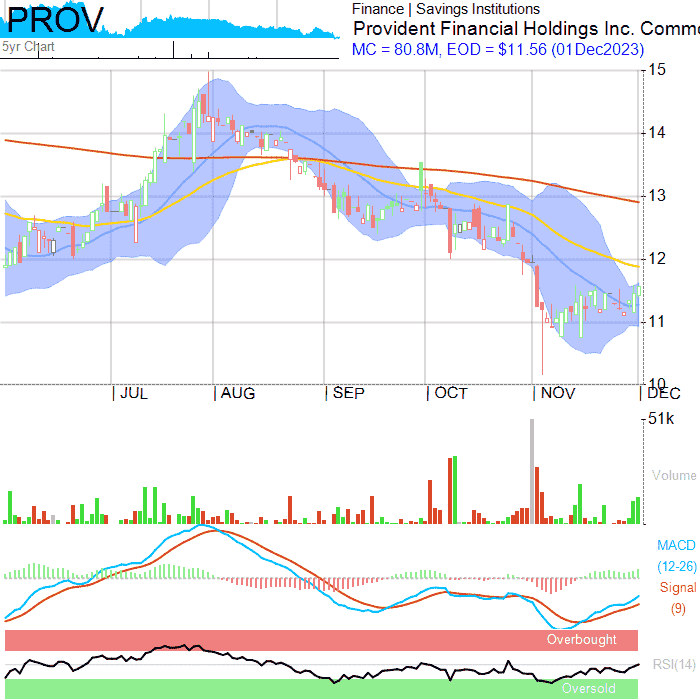 PROV
5yr Chart
Finance | Savings Institutions
Provident Financial Holdings Inc. Comm
MC = 80.8M, EOD = $11.56 (01Dec2023)
15
14
13
12
11
10
JUL AUG SEP OCT NOV DEC
51k
Volume
MACD
(12-26)
Signal
(9)
Overbought
RSI(14)
Oversold